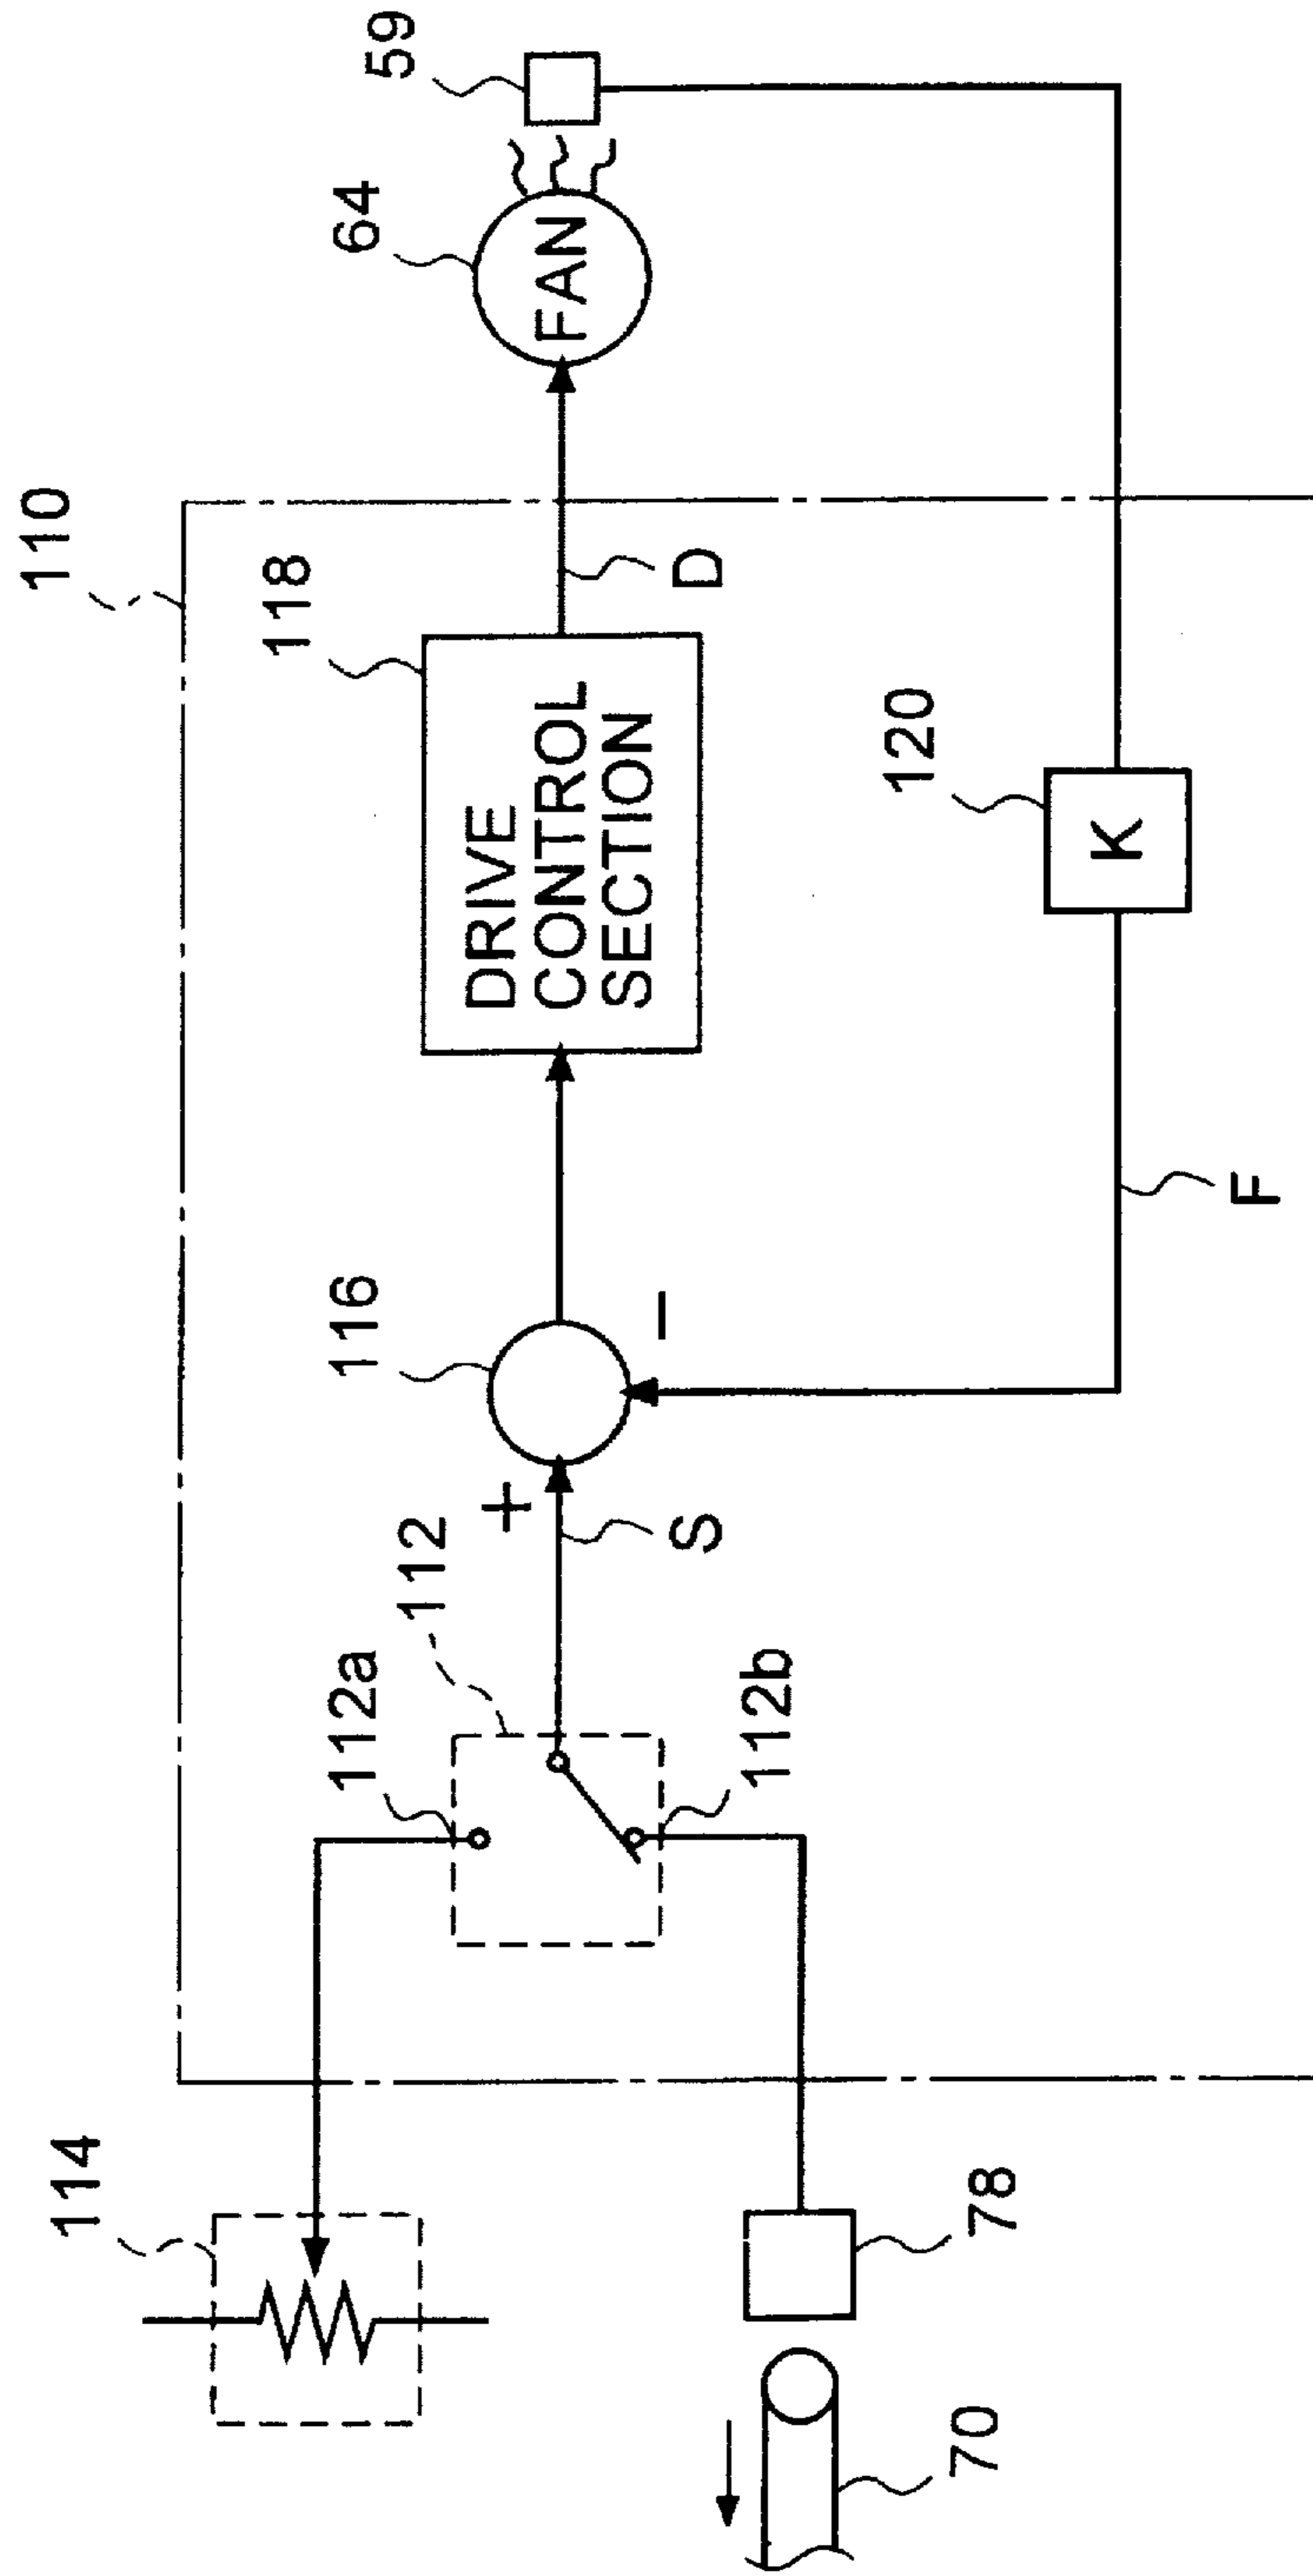 110
114
112a
112
116
118
64
59
+
−
S
DRIVE
CONTROL
SECTION
D
FAN
112b
120
K
F
78
70